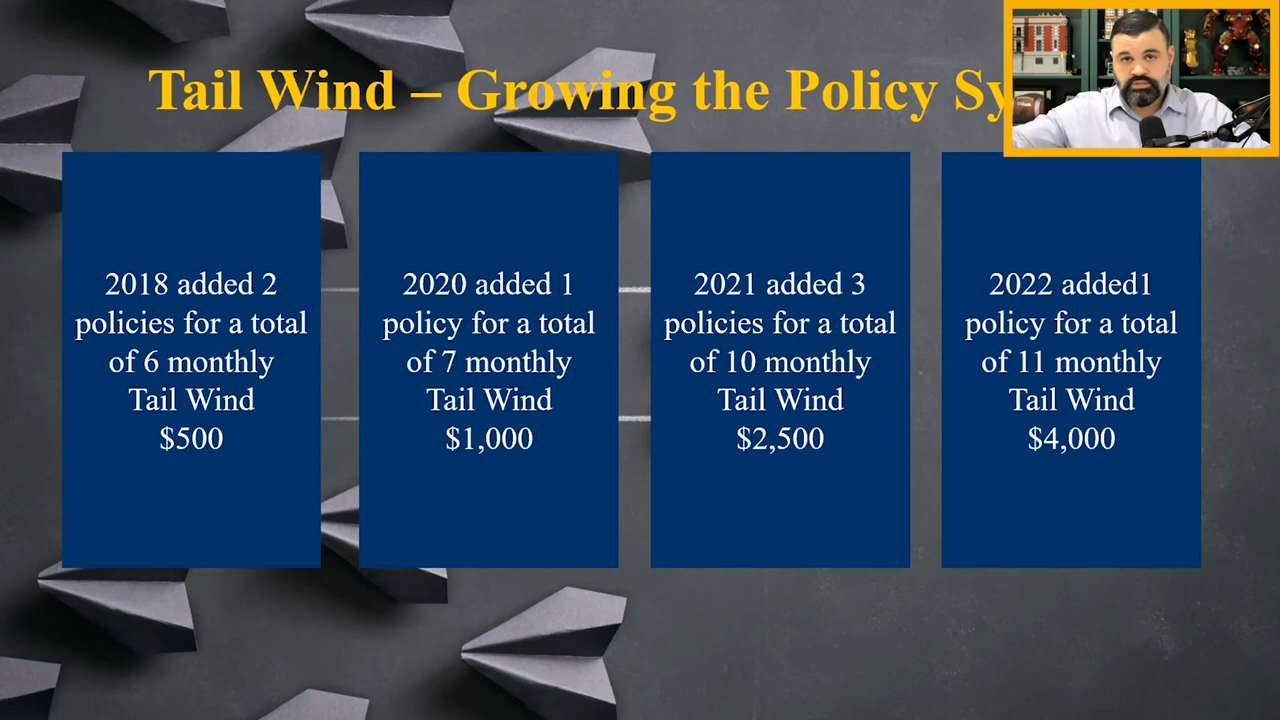 Tail Wind – Growing the Policy
2018 added 2
policies for a total
of 6 monthly
Tail Wind
$500
2020 added 1
policy for a total
of 7 monthly
Tail Wind
$1,000
2021 added 3
policies for a total
of 10 monthly
Tail Wind
$2,500
2022 added1
policy for a total
of 11 monthly
Tail Wind
$4,000